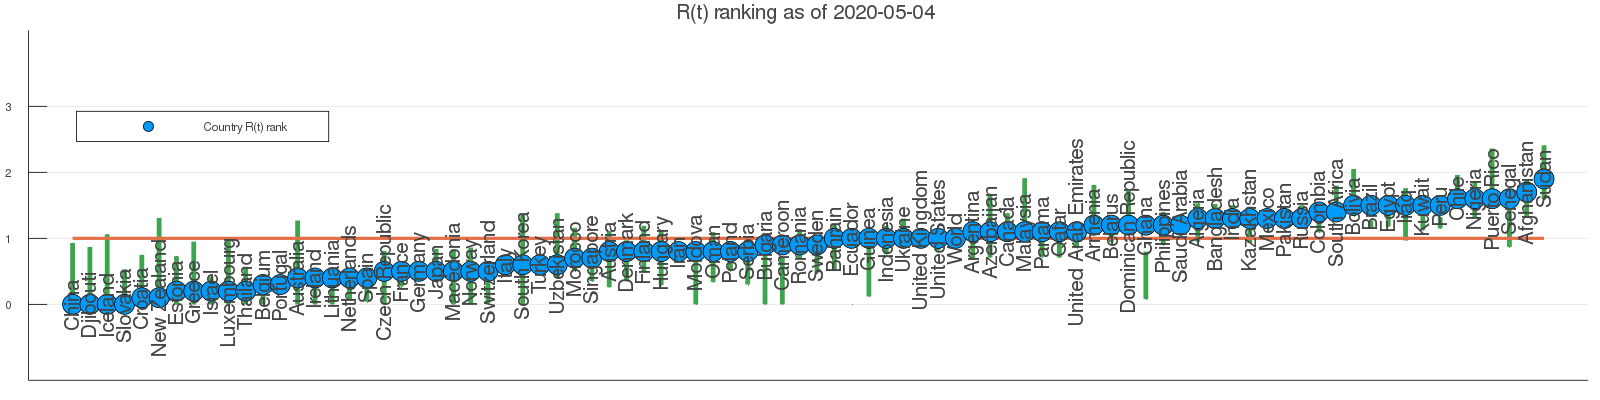 R(t) ranking as of 2020-05-04
3
2
1
0
Country R(t) rank
China
Djibouti
Iceland
Slovakia
Croatia
New Zealand
Estonia
Greece
Israel
Luxembourg
Thailand
Belgium
Portugal
Australia
Ireland
Lithuania
Netherlands
Spain
Czech Republic
France
Germany
Japan
Macedonia
Norway
Switzerland
Italy
South Korea
Turkey
Uzbekistan
Morocco
Singapore
Austria
Denmark
Finland
Hungary
Iran
Moldova
Oman
Poland
Serbia
Bulgaria
Cameroon
Romania
Sweden
Bahrain
Ecuador
Guinea
Indonesia
Ukraine
United Kingdom
United States
World
Argentina
Azerbaijan
Canada
Malaysia
Panama
Qatar
United Arab Emirates
Armenia
Belarus
Dominican Republic
Ghana
Philippines
Saudi Arabia
Algeria
Bangladesh
India
Kazakhstan
Mexico
Pakistan
Russia
Colombia
South Africa
Bolivia
Brazil
Egypt
Iraq
Kuwait
Peru
Chile
Nigeria
Puerto Rico
Senegal
Afghanistan
Sudan